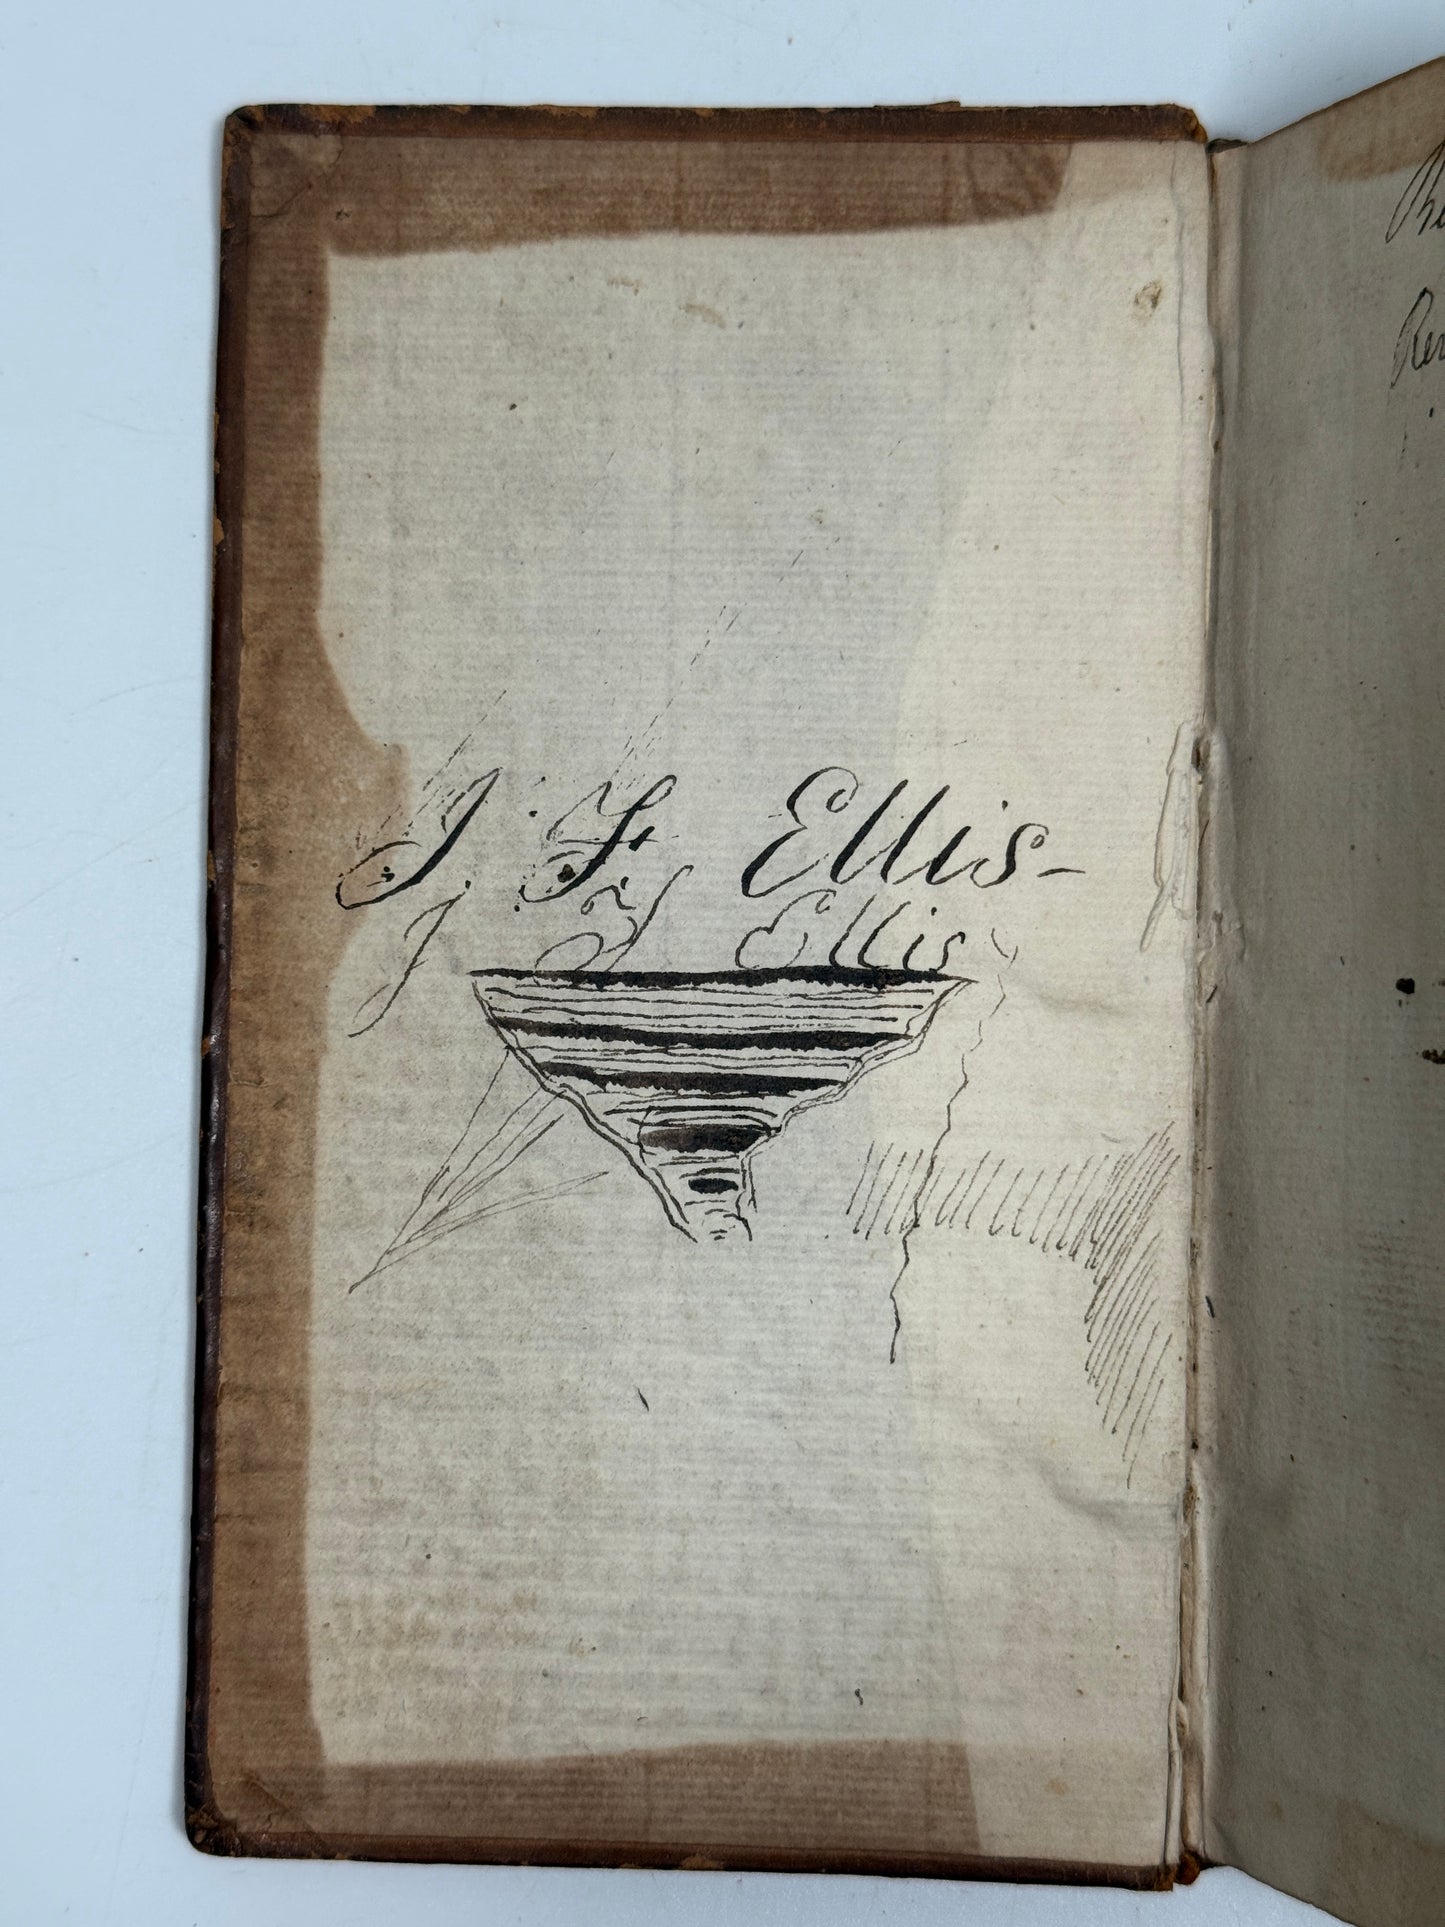 J. F. Ellis-
J F Ellis